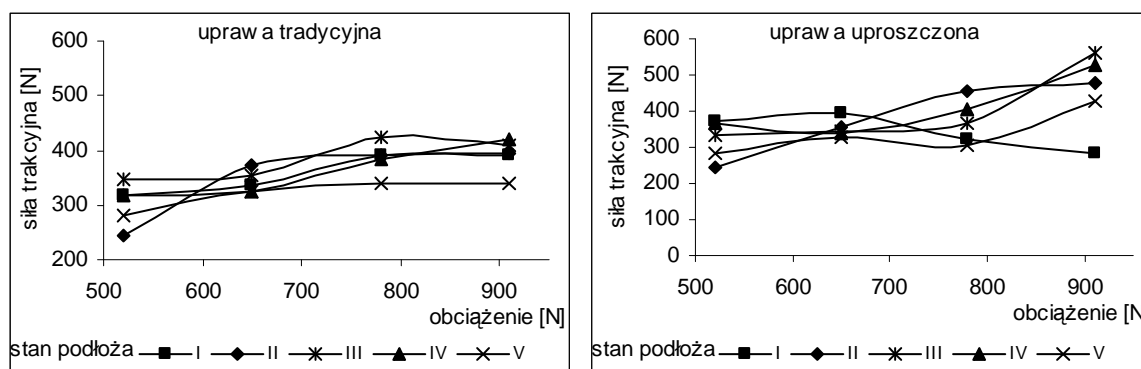 upraw a tradycyjna
siła trakcyjna [N]
600
500
400
300
200
500 600 700 800 900
obciążenie [N]
stan podłoża I II III IV V
upraw a uproszczona
siła trakcyjna [N]
600
500
400
300
200
100
0
500 600 700 800 900
obciążenie [N
stan podłoża I II III IV V